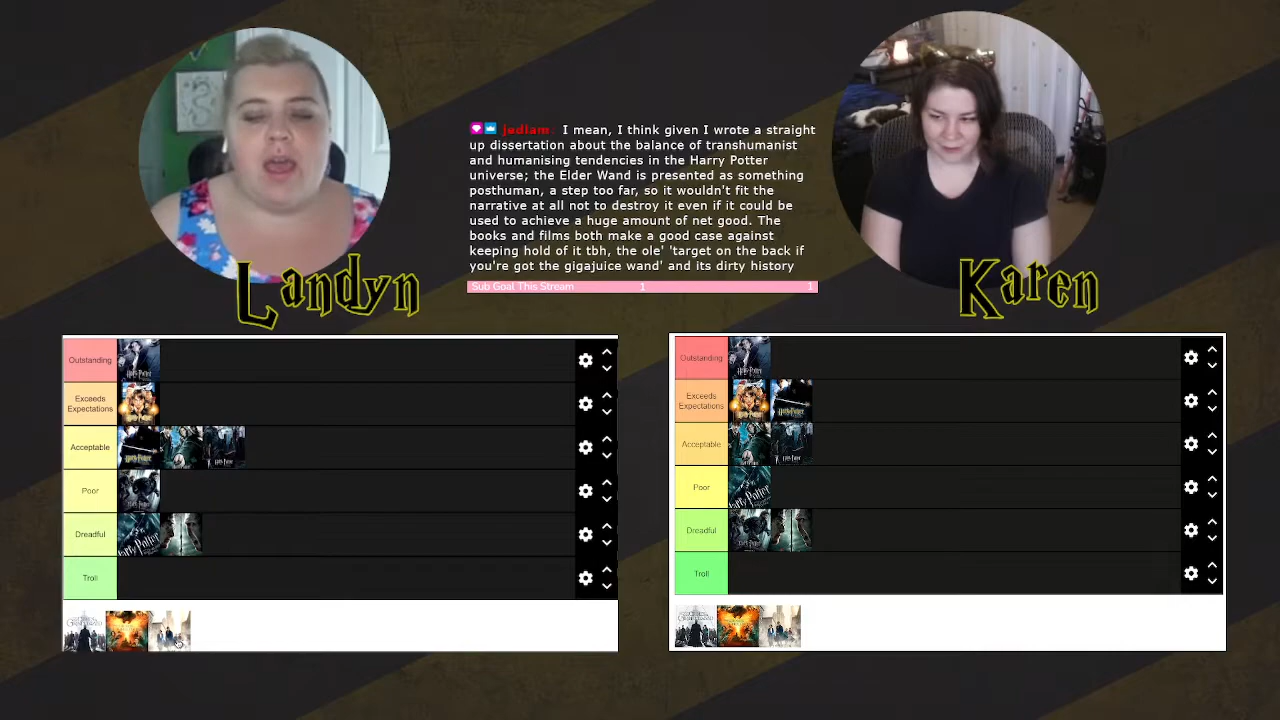 jedlam: I mean, I think given I wrote a straight
up dissertation about the balance of transhumanist
and humanising tendencies in the Harry Potter
universe; the Elder Wand is presented as something
posthuman, a step too far, so it wouldn't fit the
narrative at all not to destroy it even if it could be
used to achieve a huge amount of net good. The
books and films both make a good case against
keeping hold of it tbh, the ole' 'target on the back if
you're got the gigajuice wand' and its dirty history
Sub Goal This Stream 1 1
Landyn
Karen
Outstanding
Exceeds
Expectations
Acceptable
Poor
Dreadful
Troll
Outstanding
Exceeds
Expectations
Acceptable
Poor
Harry Potter
Dreadful
Troll